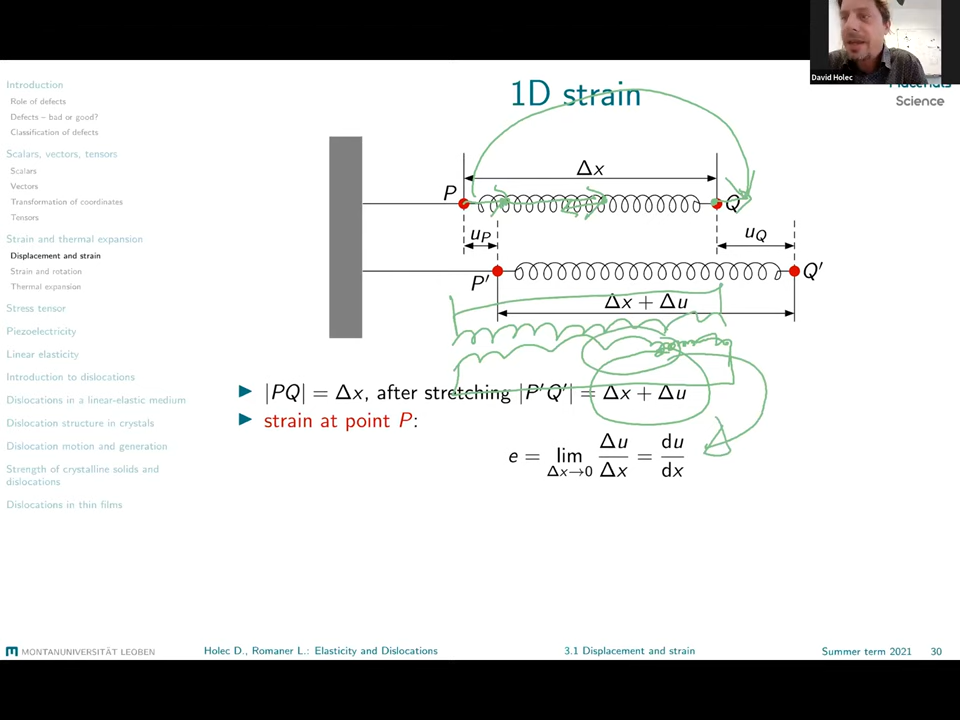 David Holec
Materials
Science
Introduction
Role of defects
Defects – bad or good?
Classification of defects
Scalars, vectors, tensors
Scalars
Vectors
Transformation of coordinates
Tensors
Strain and thermal expansion
Displacement and strain
Strain and rotation
Thermal expansion
Stress tensor
Piezoelectricity
Linear elasticity
Introduction to dislocations
Dislocations in a linear-elastic medium
Dislocation structure in crystals
Dislocation motion and generation
Strength of crystalline solids and
dislocations
Dislocations in thin films
1D strain
Δx
P
Q
u_P
u_Q
P′
Q′
Δx + Δu
▶ |PQ| = Δx, after stretching |P′Q′| = Δx + Δu
▶ strain at point P:
e = lim_{Δx→0} Δu/Δx = du/dx
MONTANUNIVERSITÄT LEOBEN
Holec D., Romaner L.: Elasticity and Dislocations
3.1 Displacement and strain
Summer term 2021 30